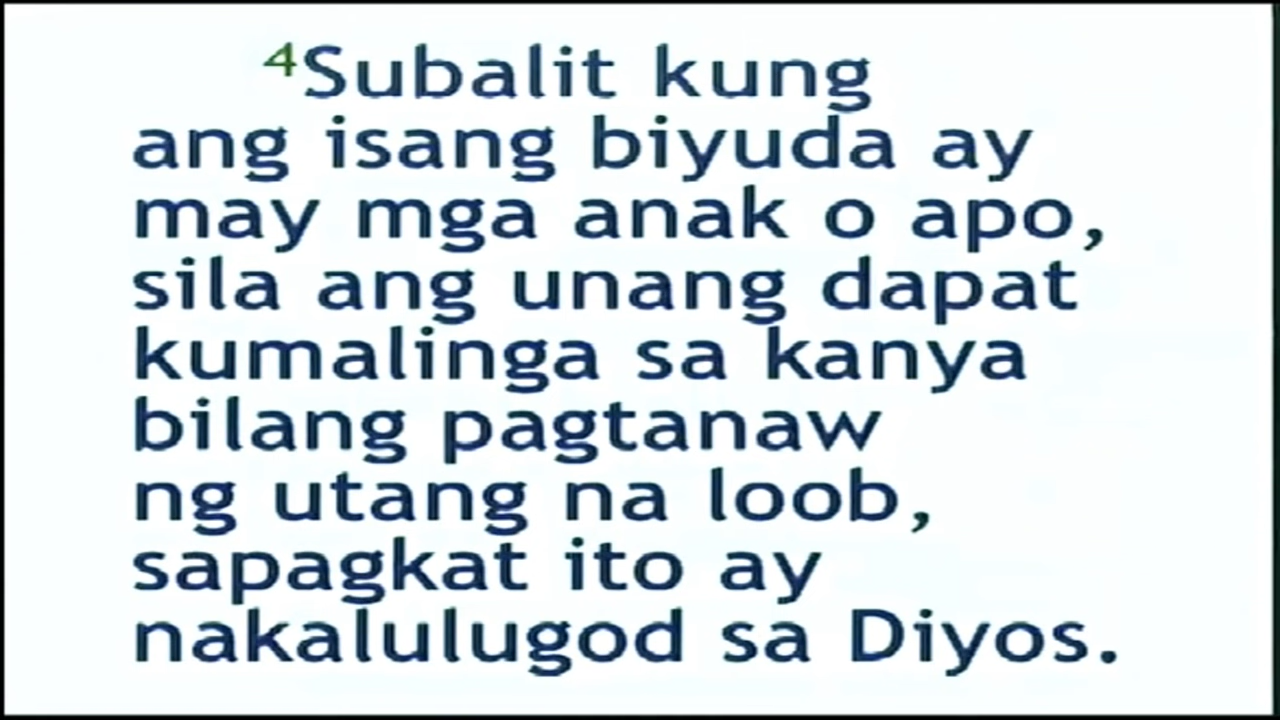 4Subalit kung
ang isang biyuda ay
may mga anak o apo,
sila ang unang dapat
kumalinga sa kanya
bilang pagtanaw
ng utang na loob,
sapagkat ito ay
nakalulugod sa Diyos.